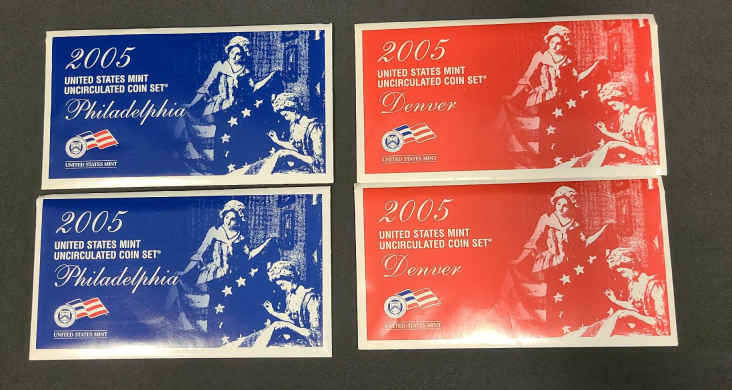 2005
UNITED STATES MINT
UNCIRCULATED COIN SET®
Philadelphia
UNITED STATES MINT
2005
UNITED STATES MINT
UNCIRCULATED COIN SET®
Denver
UNITED STATES MINT
2005
UNITED STATES MINT
UNCIRCULATED COIN SET®
Philadelphia
UNITED STATES MINT
2005
UNITED STATES MINT
UNCIRCULATED COIN SET®
Denver
UNITED STATES MINT